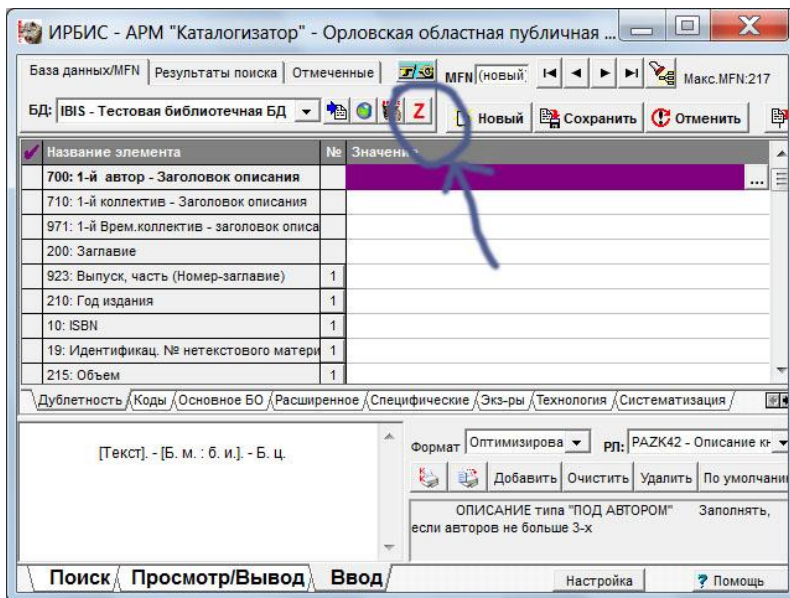 ИРБИС - АРМ "Каталогизатор" - Орловская областная публичная ...
База данных/MFN Результаты поиска Отмеченные MFN (новый) Макс.MFN:217
БД: IBIS - Тестовая библиотечная БД Z Новый Сохранить Отменить
Название элемента № Значение
700: 1-й автор - Заголовок описания ...
710: 1-й коллектив - Заголовок описания
971: 1-й Врем.коллектив - заголовок описа
200: Заглавие
923: Выпуск, часть (Номер-заглавие) 1
210: Год издания 1
10: ISBN 1
19: Идентификац. № нетекстового матери 1
215: Объем 1
Дублетность Коды Основное БО Расширенное Специфические Экз-ры Технология Систематизация
[Текст]. - [Б. м. : б. и.]. - Б. ц.
Формат Оптимизирова РЛ: PAZK42 - Описание кн
Добавить Очистить Удалить По умолчани
ОПИСАНИЕ типа "ПОД АВТОРОМ" Заполнять,
если авторов не больше 3-х
Поиск Просмотр/Вывод Ввод Настройка ? Помощь